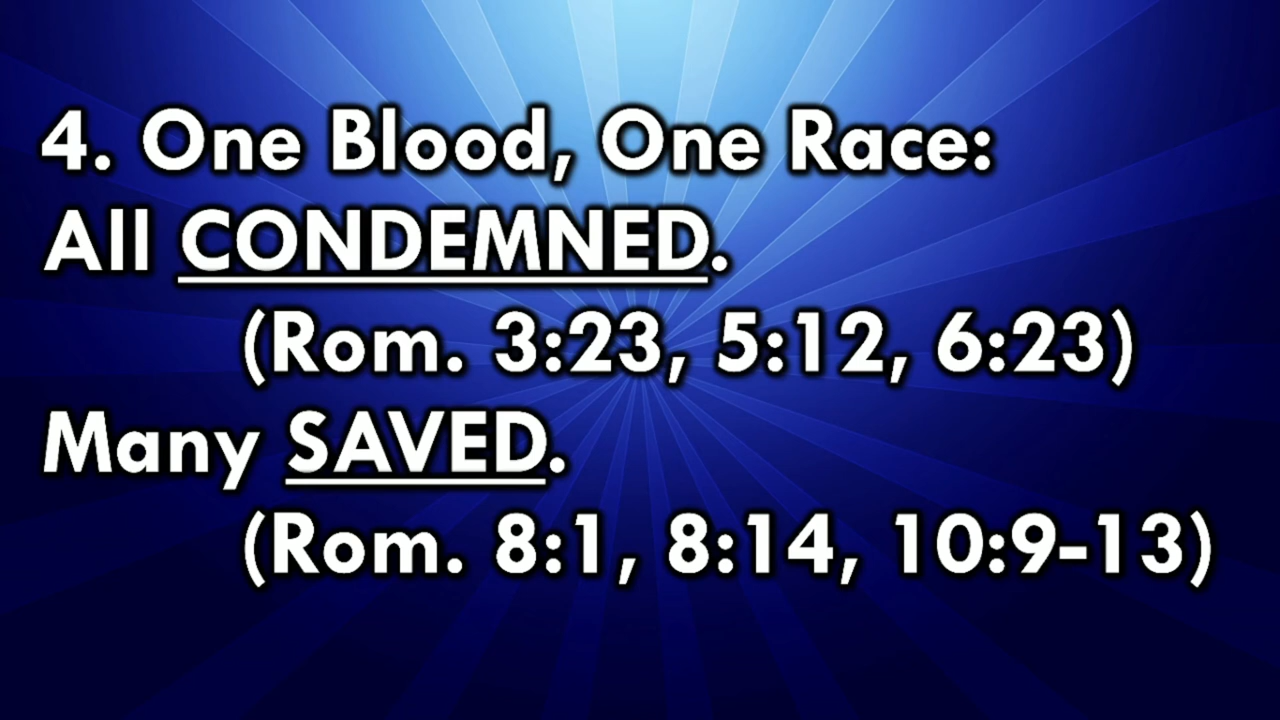 4. One Blood, One Race:
All CONDEMNED.
(Rom. 3:23, 5:12, 6:23)
Many SAVED.
(Rom. 8:1, 8:14, 10:9-13)